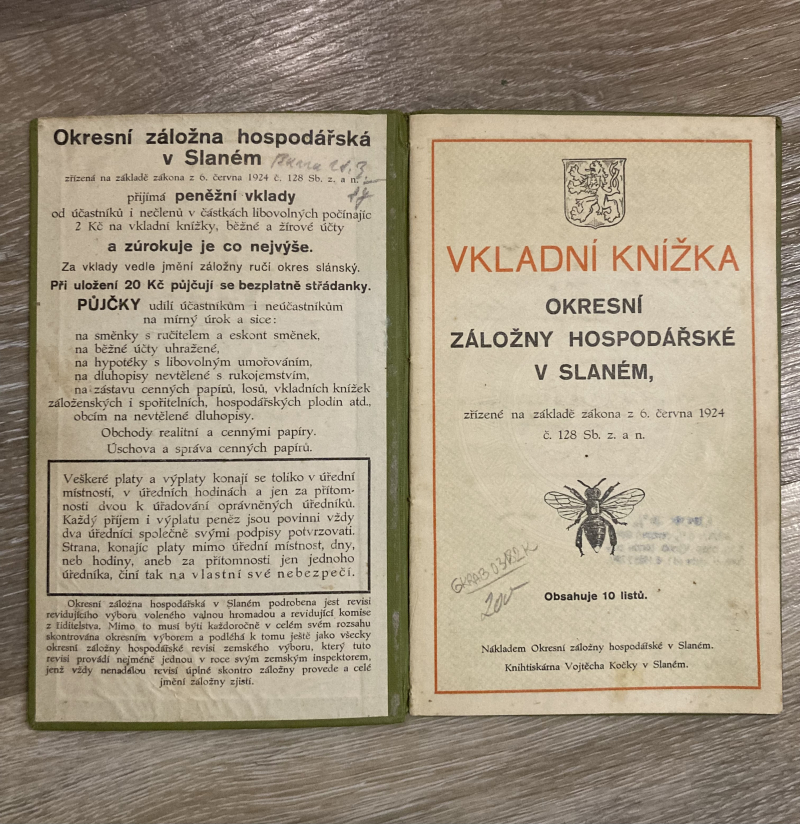 Okresní záložna hospodářská
v Slaném
zřízená na základě zákona z 6. června 1924 č. 128 Sb. z. a n.
přijímá peněžní vklady
od účastníků i nečlenů v částkách libovolných počínajíc
2 Kč na vkladní knížky, běžné a žírové účty
a zúrokuje je co nejvýše.
Za vklady vedle jmění záložny ručí okres slánský.
Při uložení 20 Kč půjčují se bezplatně střádanky.
PŮJČKY udílí účastníkům i neúčastníkům
na mírný úrok a sice:
na směnky s ručitelem a eskont směnek,
na běžné účty uhražené,
na hypotéky s libovolným umořováním,
na dluhopisy nevtělené s rukojemstvím,
na zástavu cenných papírů, losů, vkladních knížek
záloženských i spořitelních, hospodářských plodin atd.,
obcím na nevtělené dluhopisy.
Obchody realitní a cennými papíry.
Úschova a správa cenných papírů.
Veškeré platy a výplaty konají se toliko v úřední
místnosti, v úředních hodinách a jen za přítom-
nosti dvou k úřadování oprávněných úředníků.
Každý příjem i výplatu peněz jsou povinni vždy
dva úředníci společně svými podpisy potvrzovati.
Strana, konajíc platy mimo úřední místnost, dny,
neb hodiny, aneb za přítomnosti jen jednoho
úředníka, činí tak na vlastní své nebezpečí.
Okresní záložna hospodářská v Slaném podrobena jest revisi
revidujícího výboru voleného valnou hromadou a revidující komise
z řiditelstva. Mimo to musí býti každoročně v celém svém rozsahu
skontrována okresním výborem a podléhá k tomu ještě jako všecky
okresní záložny hospodářské revisi zemského výboru, který tuto
revisi provádí nejméně jednou v roce svým zemským inspektorem,
jenž vždy nenadálou revisí úplné skontro záložny provede a celé
jmění záložny zjistí.
VKLADNÍ KNÍŽKA
OKRESNÍ
ZÁLOŽNY HOSPODÁŘSKÉ
V SLANÉM,
zřízené na základě zákona z 6. června 1924
č. 128 Sb. z. a n.
Obsahuje 10 listů.
Nákladem Okresní záložny hospodářské v Slaném.
Knihtiskárna Vojtěcha Kočky v Slaném.